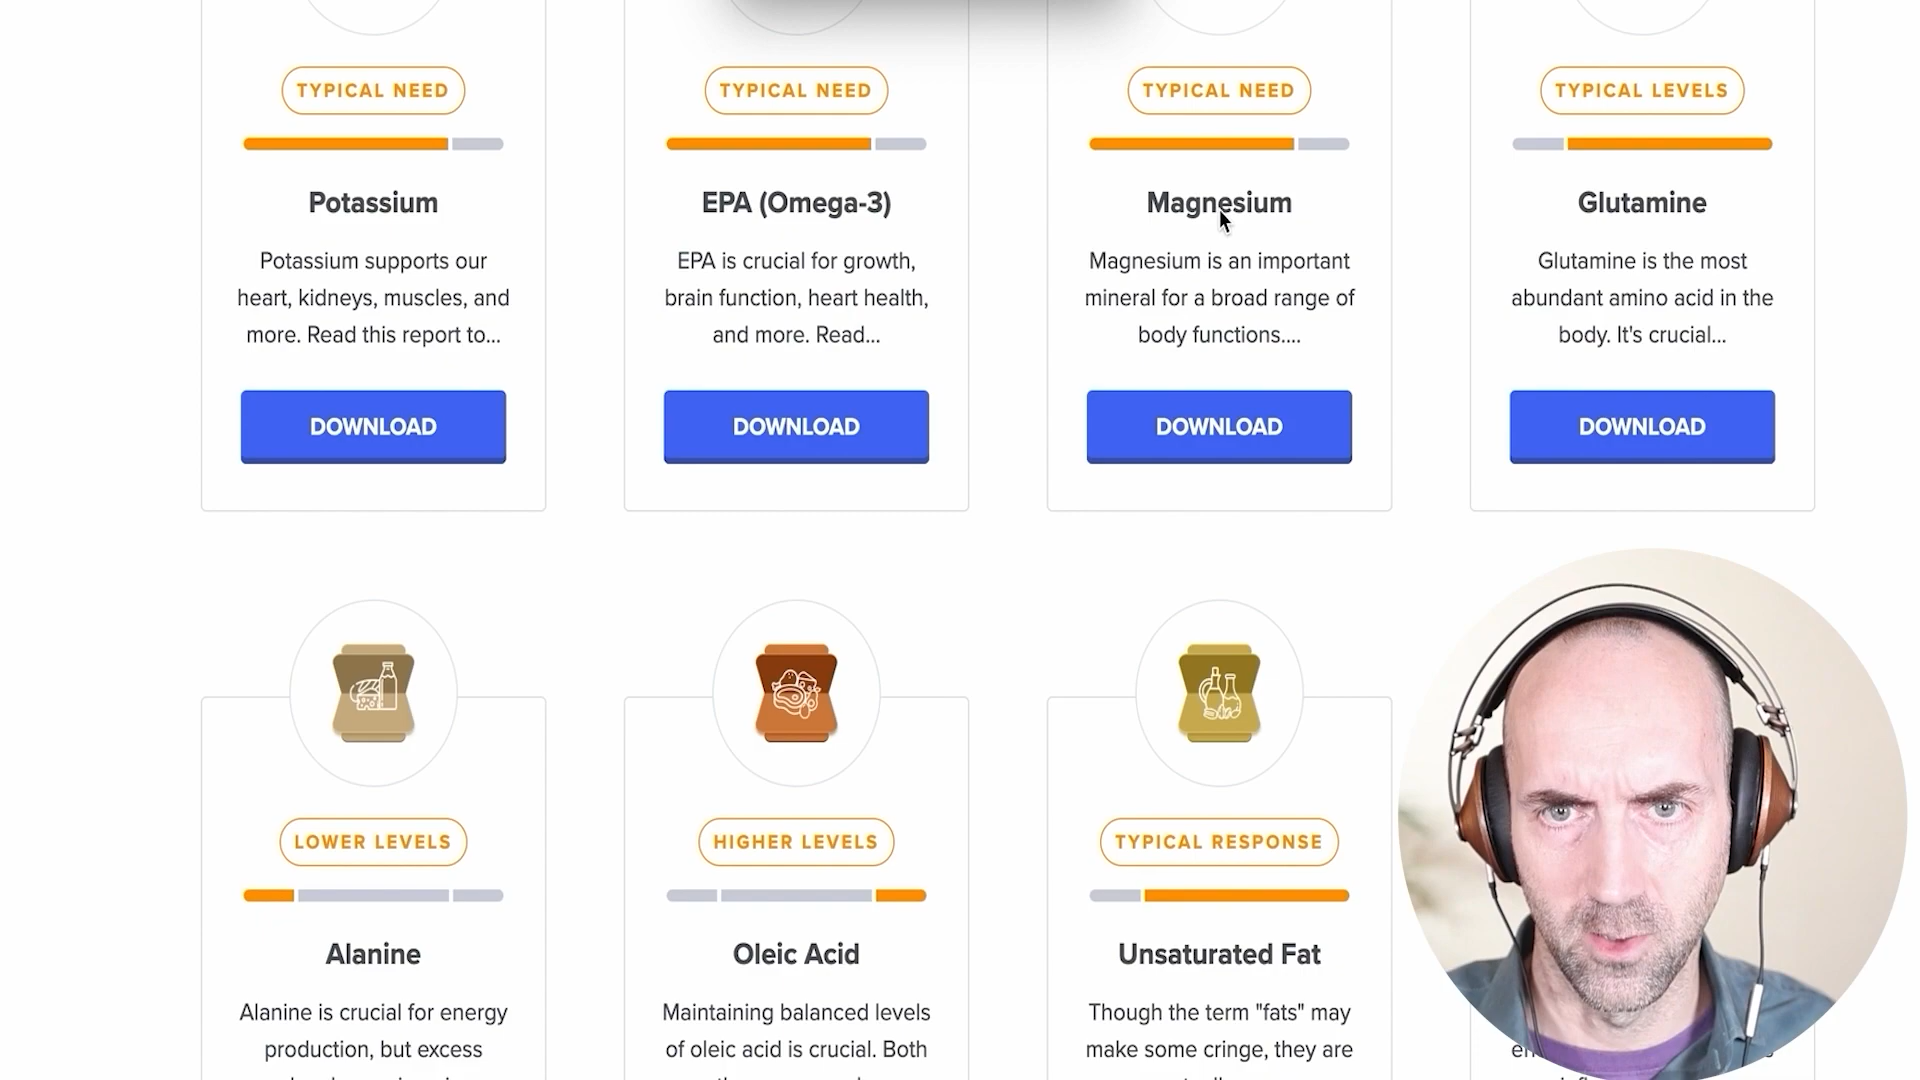 TYPICAL NEED
TYPICAL NEED
TYPICAL NEED
TYPICAL LEVELS
Potassium
EPA (Omega-3)
Magnesium
Glutamine
Potassium supports our
heart, kidneys, muscles, and
more. Read this report to...
EPA is crucial for growth,
brain function, heart health,
and more. Read...
Magnesium is an important
mineral for a broad range of
body functions....
Glutamine is the most
abundant amino acid in the
body. It's crucial...
DOWNLOAD
DOWNLOAD
DOWNLOAD
DOWNLOAD
LOWER LEVELS
HIGHER LEVELS
TYPICAL RESPONSE
Alanine
Oleic Acid
Unsaturated Fat
Alanine is crucial for energy
production, but excess
Maintaining balanced levels
of oleic acid is crucial. Both
Though the term "fats" may
make some cringe, they are